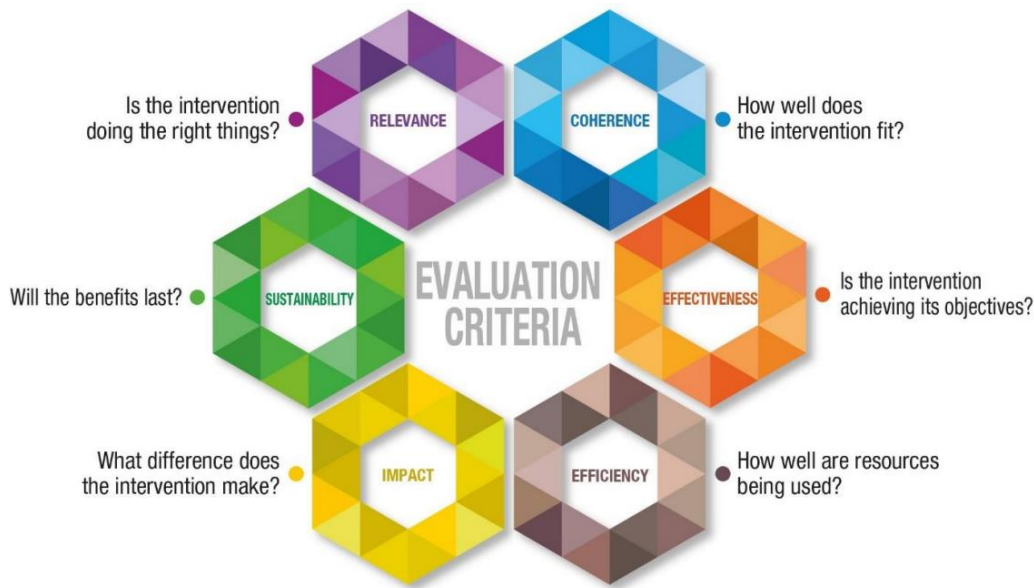 Is the intervention
doing the right things?
RELEVANCE
COHERENCE
How well does
the intervention fit?
Will the benefits last?
SUSTAINABILITY
EVALUATION
CRITERIA
EFFECTIVENESS
Is the intervention
achieving its objectives?
What difference does
the intervention make?
IMPACT
EFFICIENCY
How well are resources
being used?